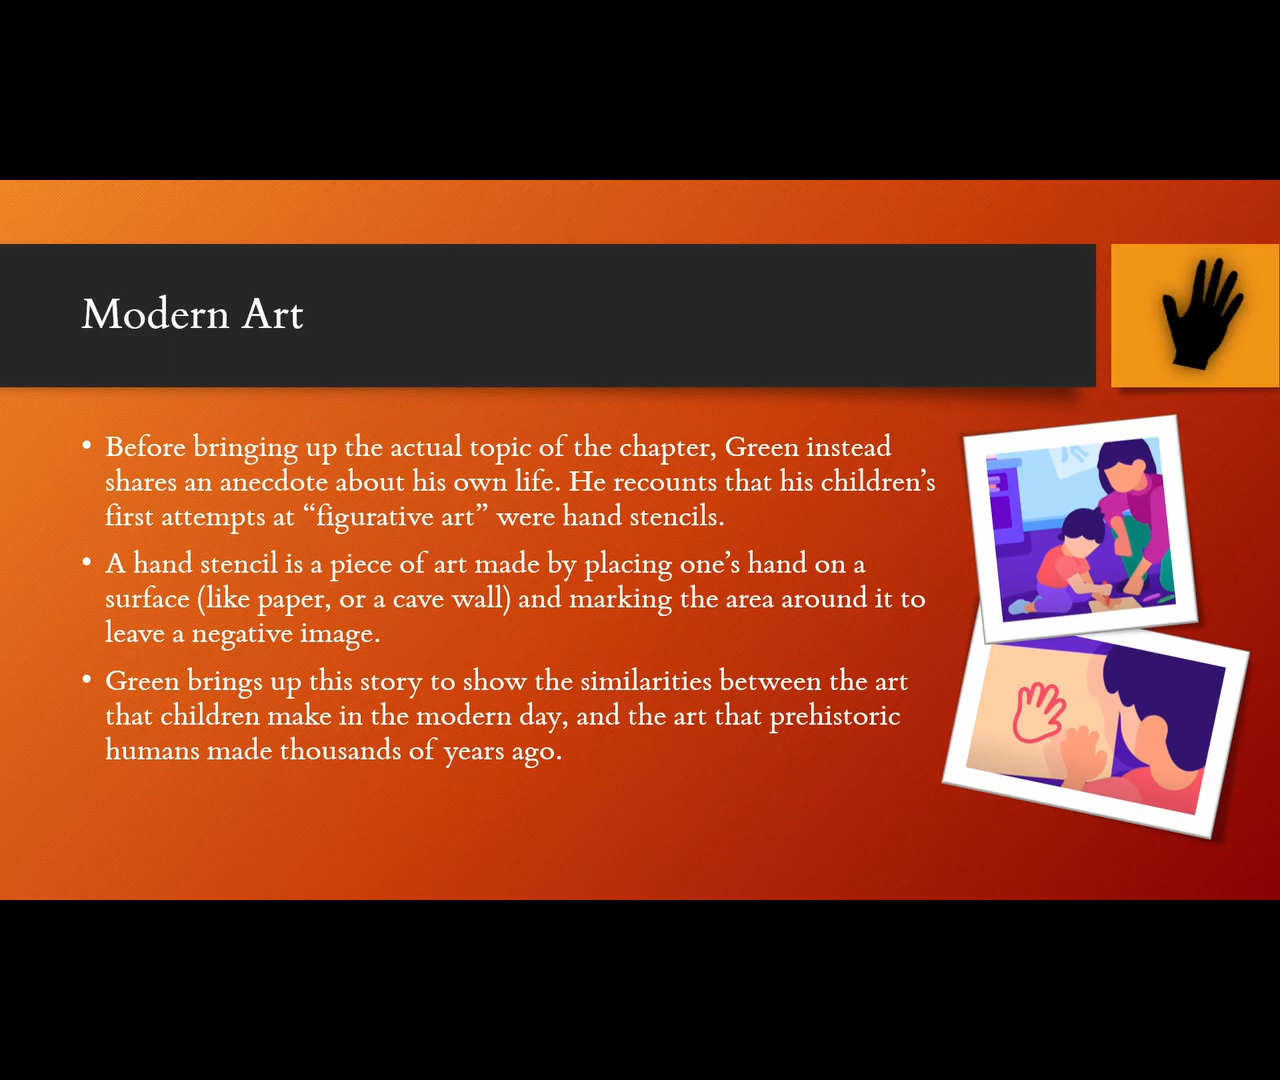 Modern Art
• Before bringing up the actual topic of the chapter, Green instead
shares an anecdote about his own life. He recounts that his children’s
first attempts at “figurative art” were hand stencils.
• A hand stencil is a piece of art made by placing one’s hand on a
surface (like paper, or a cave wall) and marking the area around it to
leave a negative image.
• Green brings up this story to show the similarities between the art
that children make in the modern day, and the art that prehistoric
humans made thousands of years ago.